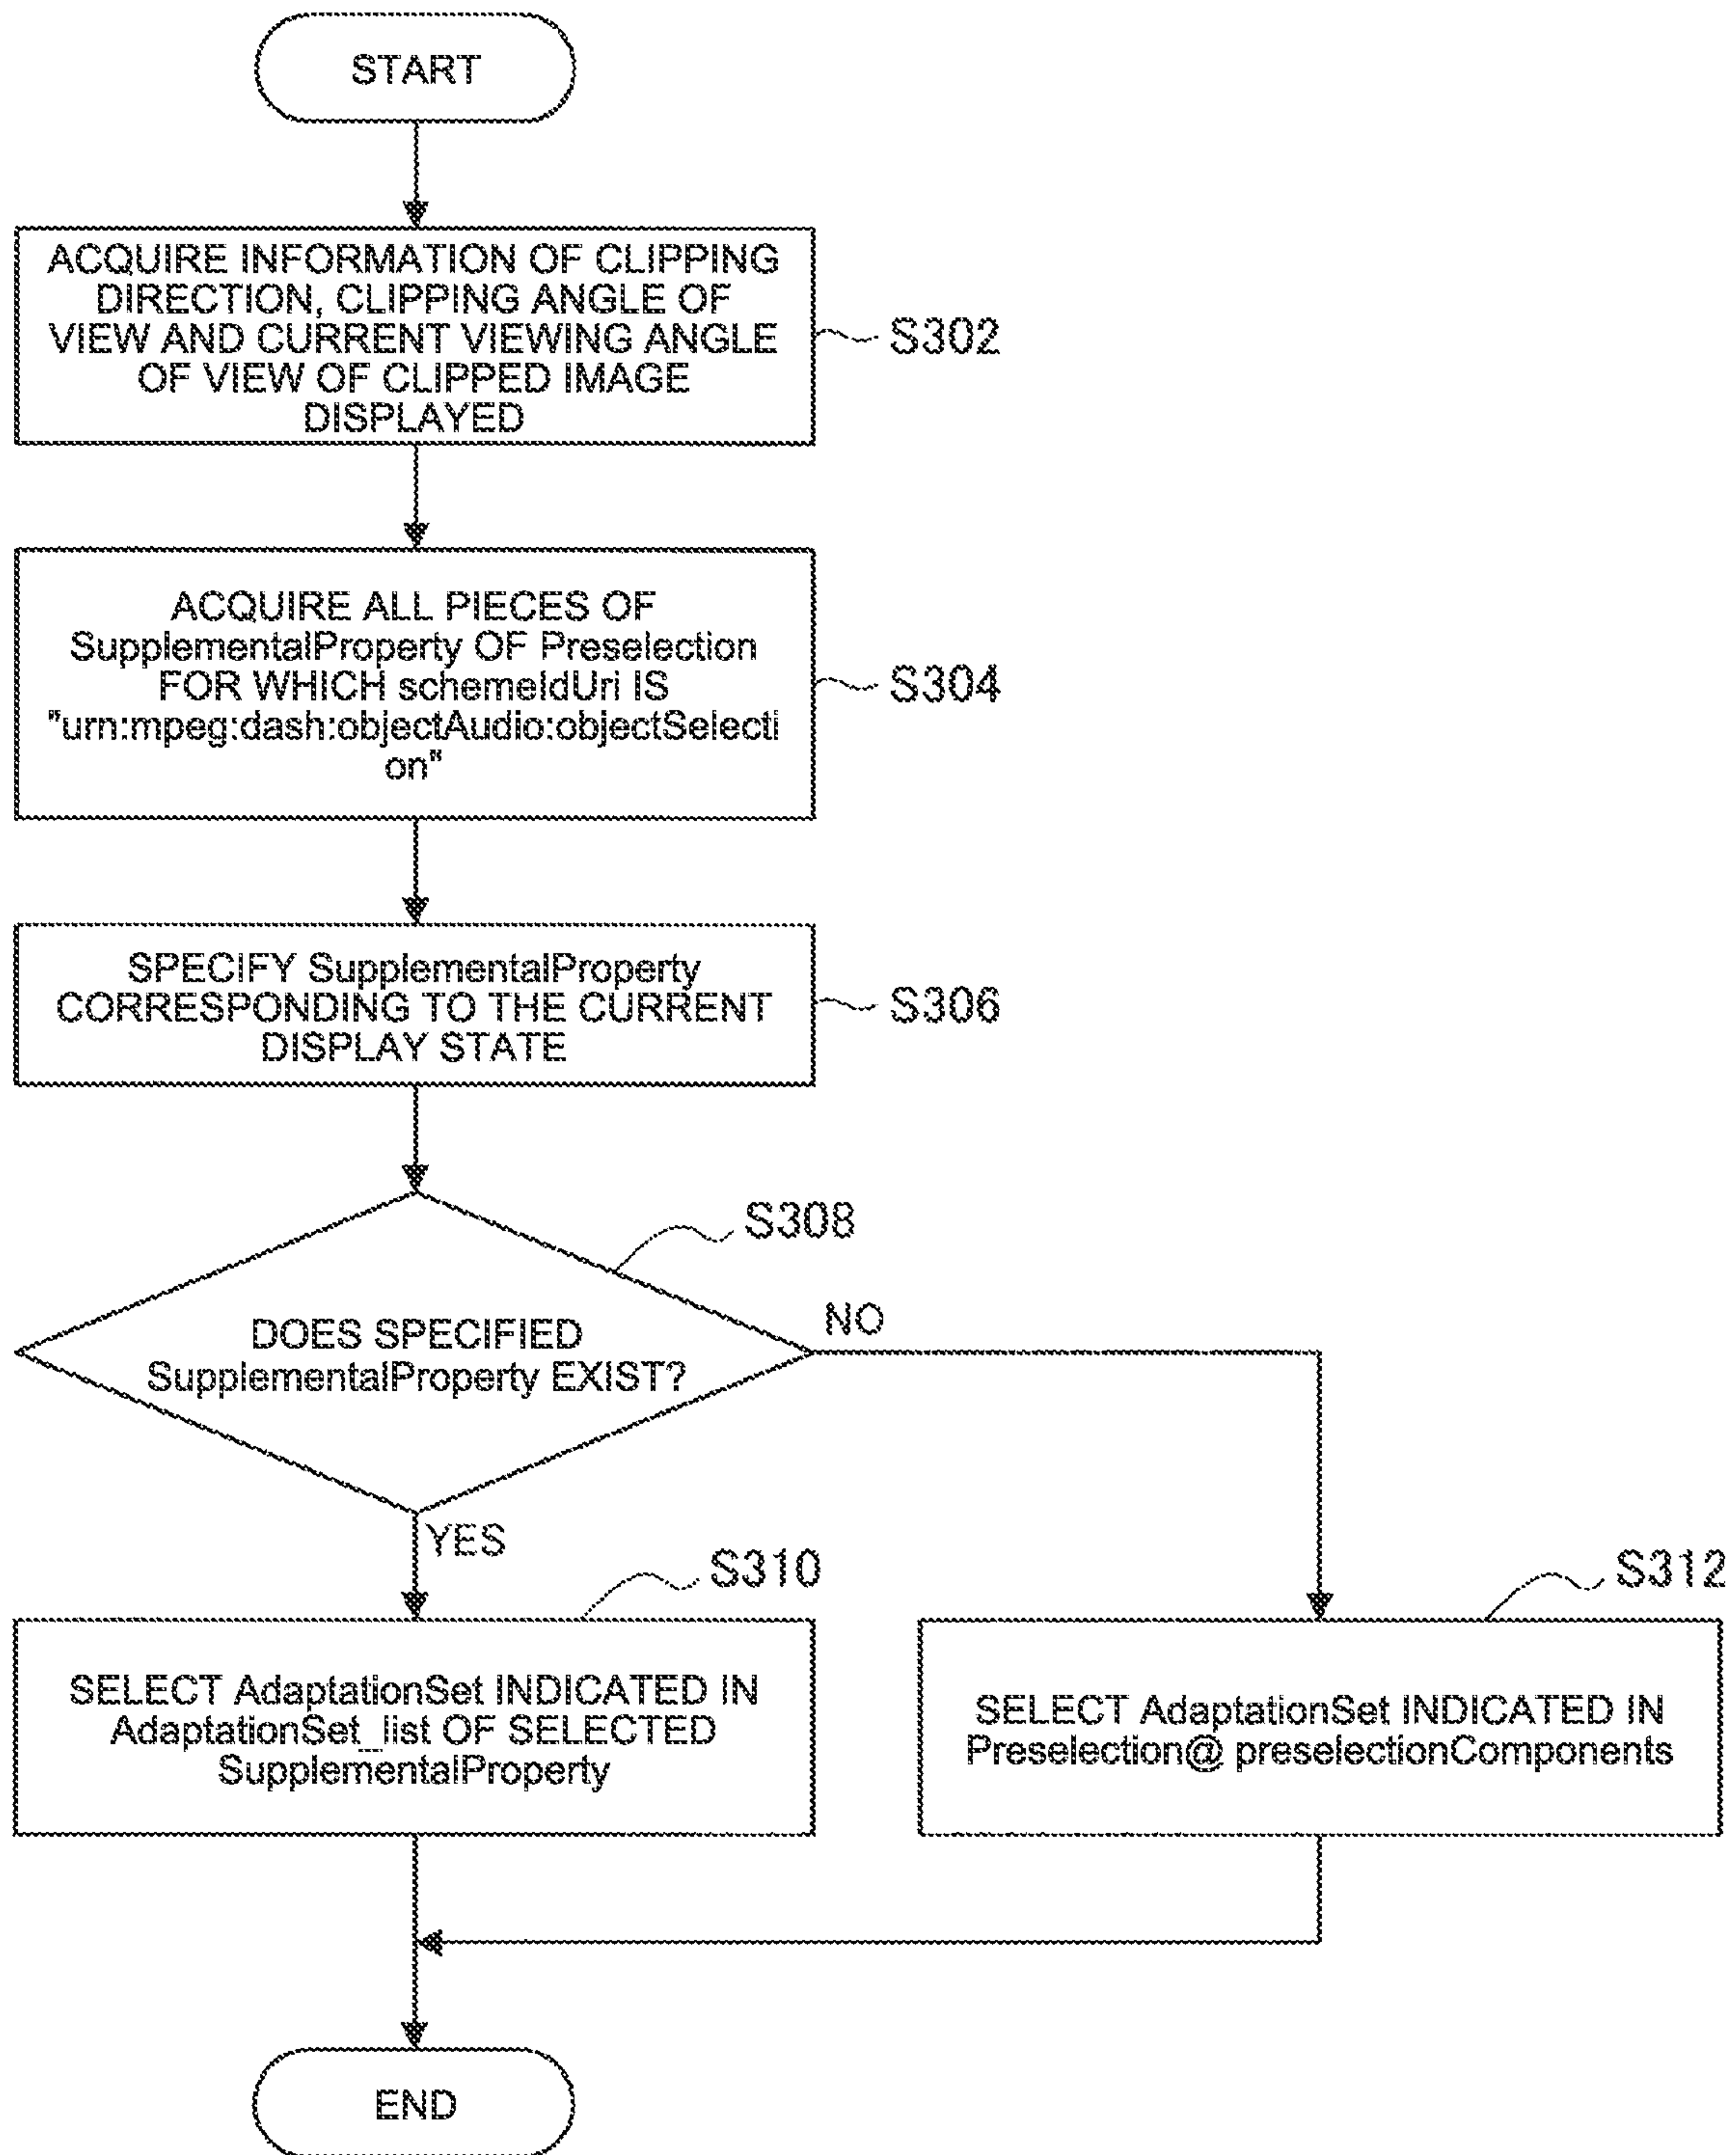 START
ACQUIRE INFORMATION OF CLIPPING
DIRECTION, CLIPPING ANGLE OF
VIEW AND CURRENT VIEWING ANGLE
OF VIEW OF CLIPPED IMAGE
DISPLAYED
S302
ACQUIRE ALL PIECES OF
SupplementalProperty OF Preselection
FOR WHICH schemeIdUri IS
"urn:mpeg:dash:objectAudio:objectSelecti
on"
S304
SPECIFY SupplementalProperty
CORRESPONDING TO THE CURRENT
DISPLAY STATE
S306
S308
DOES SPECIFIED
SupplementalProperty EXIST?
NO
YES
S310
SELECT AdaptationSet INDICATED IN
AdaptationSet_list OF SELECTED
SupplementalProperty
S312
SELECT AdaptationSet INDICATED IN
Preselection@ preselectionComponents
END